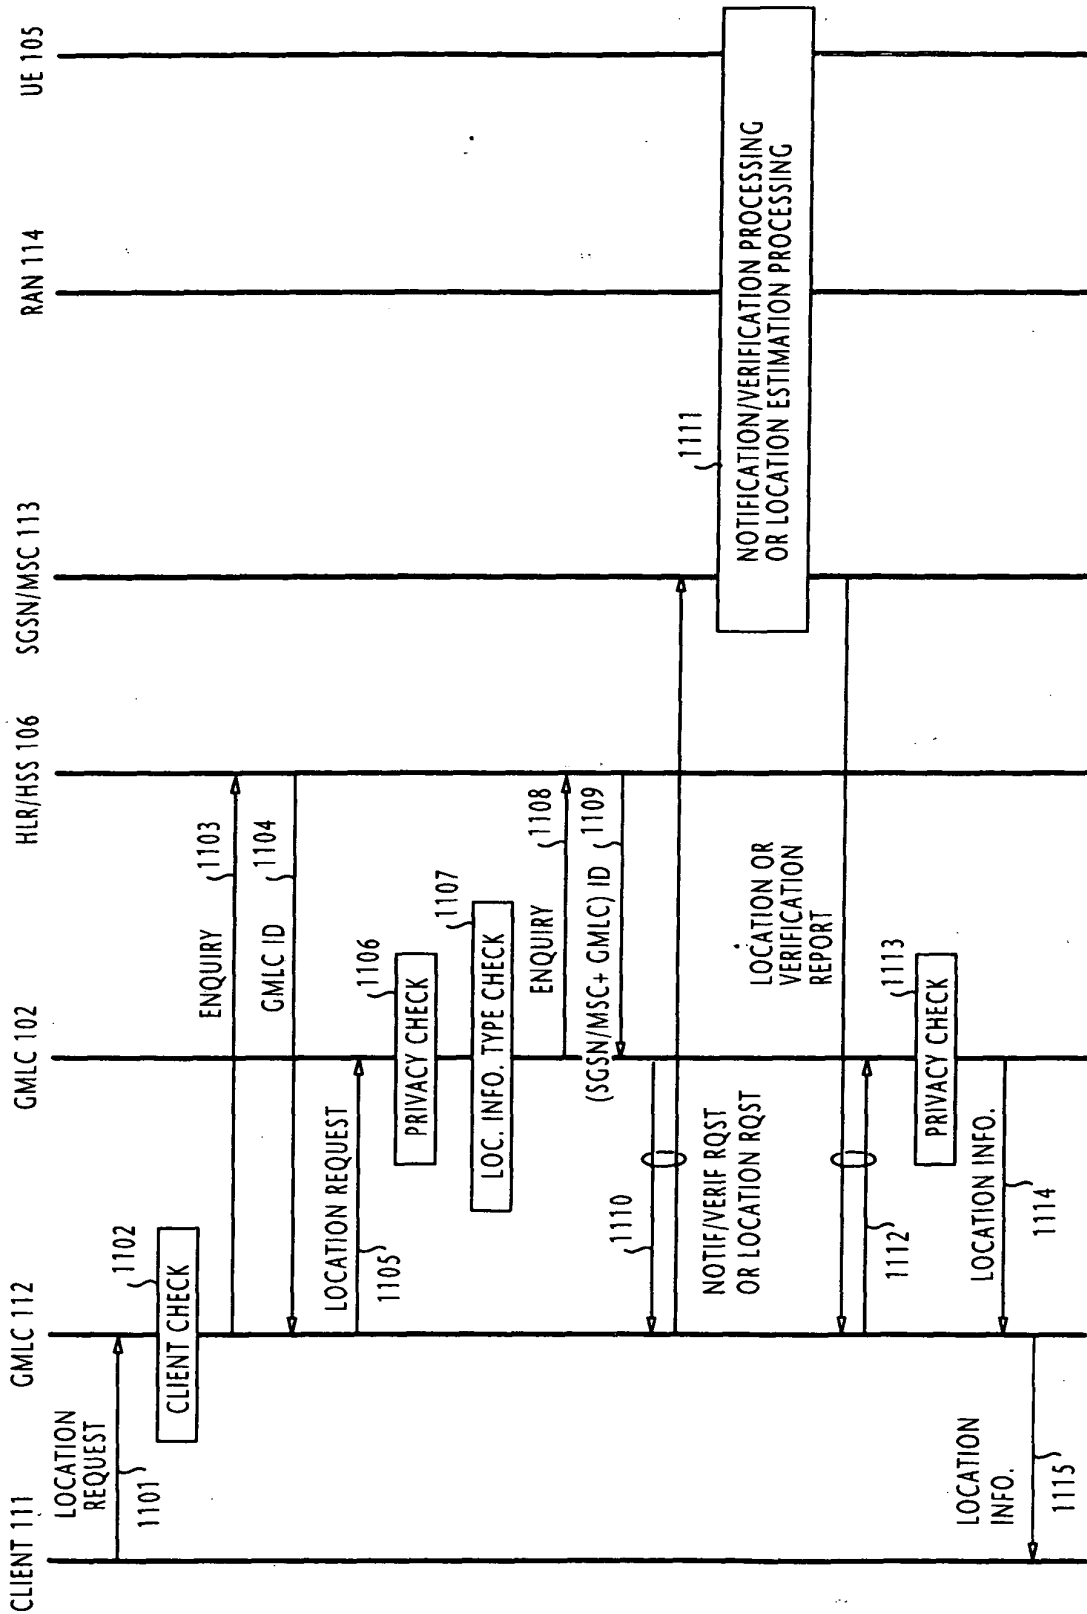 CLIENT 111
GMLC 112
GMLC 102
HLR/HSS 106
SGSN/MSC 113
RAN 114
UE 105
LOCATION
REQUEST
1101
1102
CLIENT CHECK
ENQUIRY
1103
GMLC ID
1104
LOCATION REQUEST
1105
1106
PRIVACY CHECK
1107
LOC. INFO. TYPE CHECK
ENQUIRY
1108
(SGSN/MSC+ GMLC) ID
1109
1110
NOTIF/VERIF RQST
OR LOCATION RQST
1111
NOTIFICATION/VERIFICATION PROCESSING
OR LOCATION ESTIMATION PROCESSING
LOCATION OR
VERIFICATION
REPORT
1112
1113
PRIVACY CHECK
LOCATION INFO.
1114
LOCATION
INFO.
1115